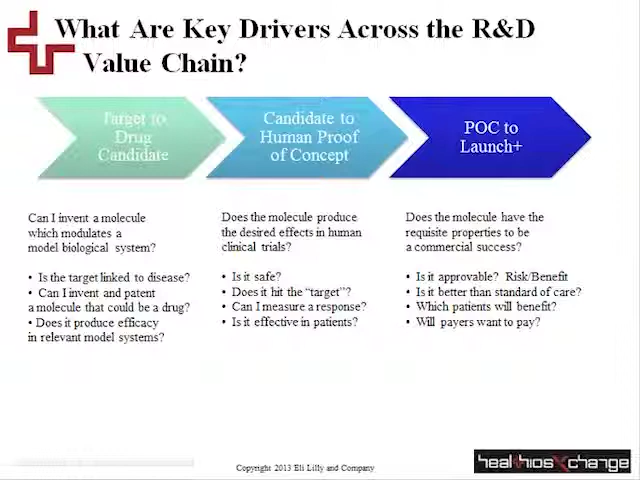 What Are Key Drivers Across the R&D
Value Chain?
Target to
Drug
Candidate
Candidate to
Human Proof
of Concept
POC to
Launch+
Can I invent a molecule
which modulates a
model biological system?
• Is the target linked to disease?
• Can I invent and patent
a molecule that could be a drug?
• Does it produce efficacy
in relevant model systems?
Does the molecule produce
the desired effects in human
clinical trials?
• Is it safe?
• Does it hit the “target”?
• Can I measure a response?
• Is it effective in patients?
Does the molecule have the
requisite properties to be
a commercial success?
• Is it approvable? Risk/Benefit
• Is it better than standard of care?
• Which patients will benefit?
• Will payers want to pay?
Copyright 2013 Eli Lilly and Company
healthiosXchange